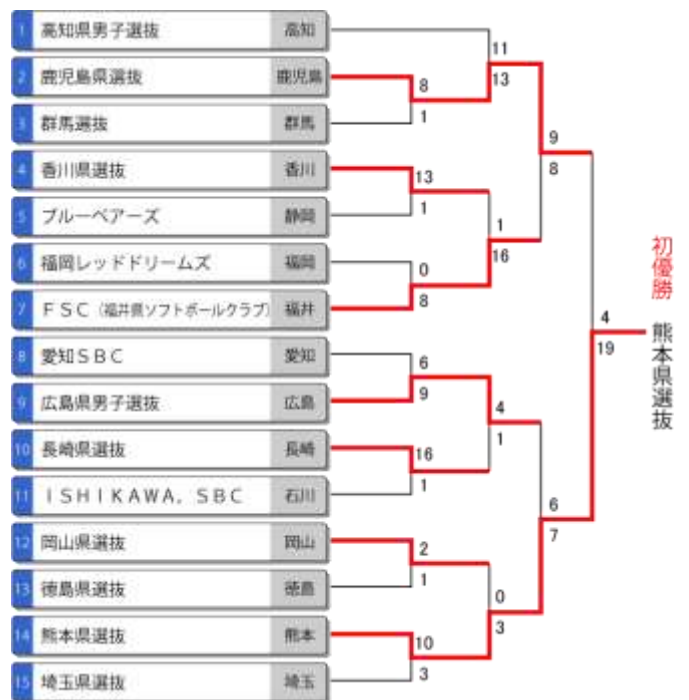 1 高知県男子選抜 高知
2 鹿児島県選抜 鹿児島
3 群馬選抜 群馬
4 香川県選抜 香川
5 ブルーベアーズ 静岡
6 福岡レッドドリームズ 福岡
7 ＦＳＣ（福井県ソフトボールクラブ） 福井
8 愛知ＳＢＣ 愛知
9 広島県男子選抜 広島
10 長崎県選抜 長崎
11 ＩＳＨＩＫＡＷＡ．ＳＢＣ 石川
12 岡山県選抜 岡山
13 徳島県選抜 徳島
14 熊本県選抜 熊本
15 埼玉県選抜 埼玉
8
1
13
1
0
8
6
9
16
1
2
1
10
3
11
13
1
16
4
1
0
3
9
8
6
7
4
19
初優勝
熊本県選抜